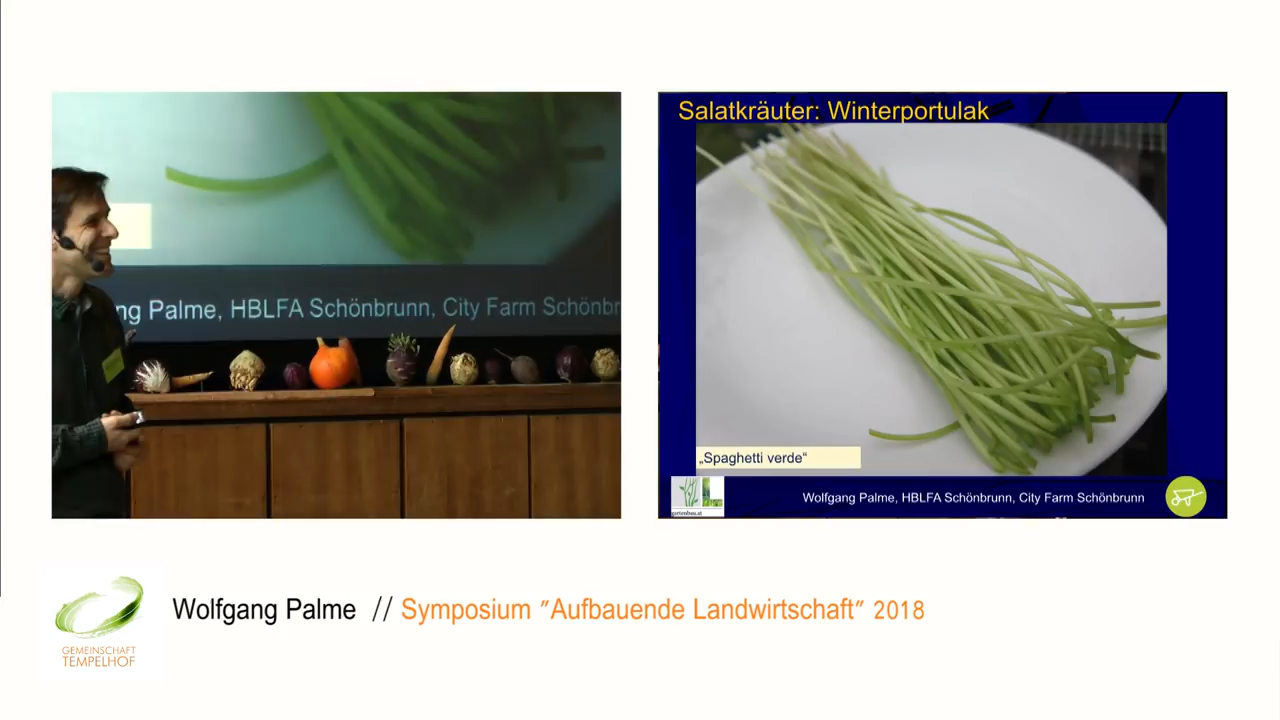 Salatkräuter: Winterportulak
ng Palme, HBLFA Schönbrunn, City Farm Schönbr
„Spaghetti verde“
gartenbau.at
Wolfgang Palme, HBLFA Schönbrunn, City Farm Schönbrunn
Wolfgang Palme // Symposium "Aufbauende Landwirtschaft" 2018
GEMEINSCHAFT
TEMPELHOF